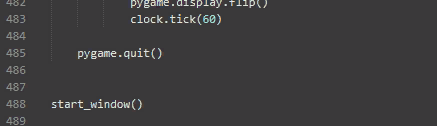 482 pygame.display.flip()
483 clock.tick(60)
484
485 pygame.quit()
486
487
488 start_window()
489